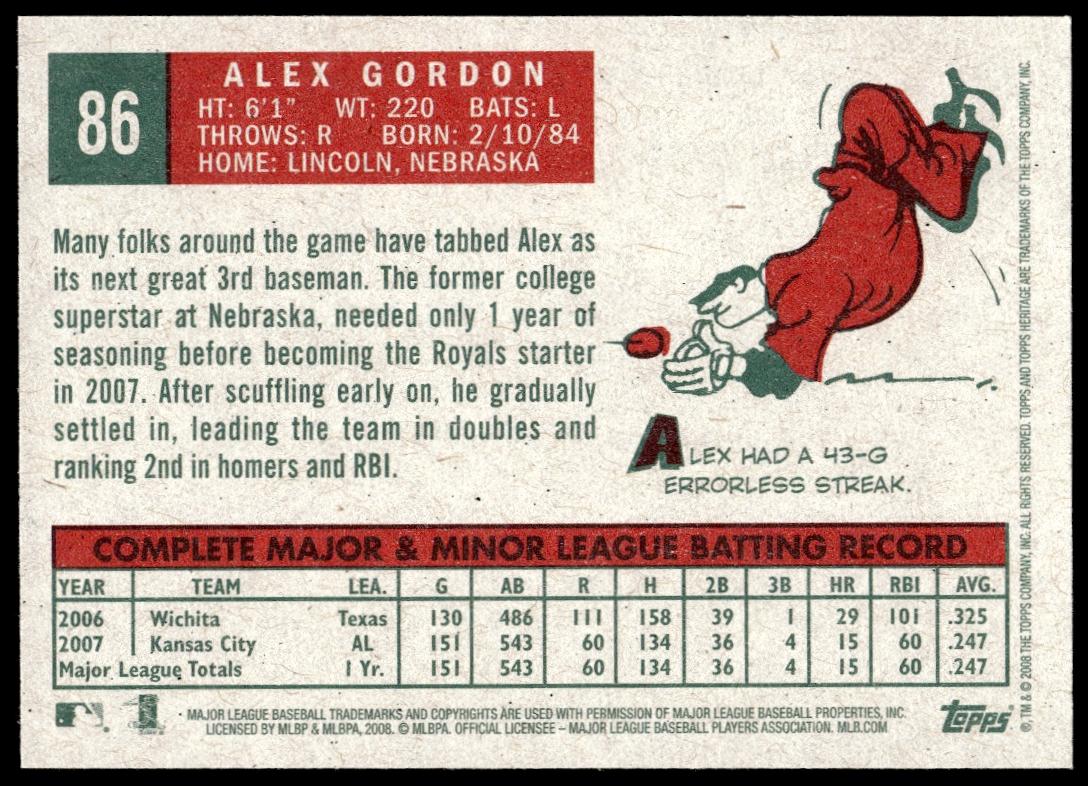 86
ALEX GORDON
HT: 6'1" WT: 220 BATS: L
THROWS: R BORN: 2/10/84
HOME: LINCOLN, NEBRASKA
Many folks around the game have tabbed Alex as
its next great 3rd baseman. The former college
superstar at Nebraska, needed only 1 year of
seasoning before becoming the Royals starter
in 2007. After scuffling early on, he gradually
settled in, leading the team in doubles and
ranking 2nd in homers and RBI.
ALEX HAD A 43-G
ERRORLESS STREAK.
COMPLETE MAJOR & MINOR LEAGUE BATTING RECORD
YEAR TEAM LEA. G AB R H 2B 3B HR RBI AVG.
2006 Wichita Texas 130 486 111 158 39 1 29 101 .325
2007 Kansas City AL 151 543 60 134 36 4 15 60 .247
Major League Totals 1 Yr. 151 543 60 134 36 4 15 60 .247
MAJOR LEAGUE BASEBALL TRADEMARKS AND COPYRIGHTS ARE USED WITH PERMISSION OF MAJOR LEAGUE BASEBALL PROPERTIES, INC.
LICENSED BY MLBP & MLBPA, 2008. © MLBPA. OFFICIAL LICENSEE – MAJOR LEAGUE BASEBALL PLAYERS ASSOCIATION. MLB.COM
topps
®, TM & © 2008 THE TOPPS COMPANY, INC. ALL RIGHTS RESERVED. TOPPS AND TOPPS HERITAGE ARE TRADEMARKS OF THE TOPPS COMPANY, INC.